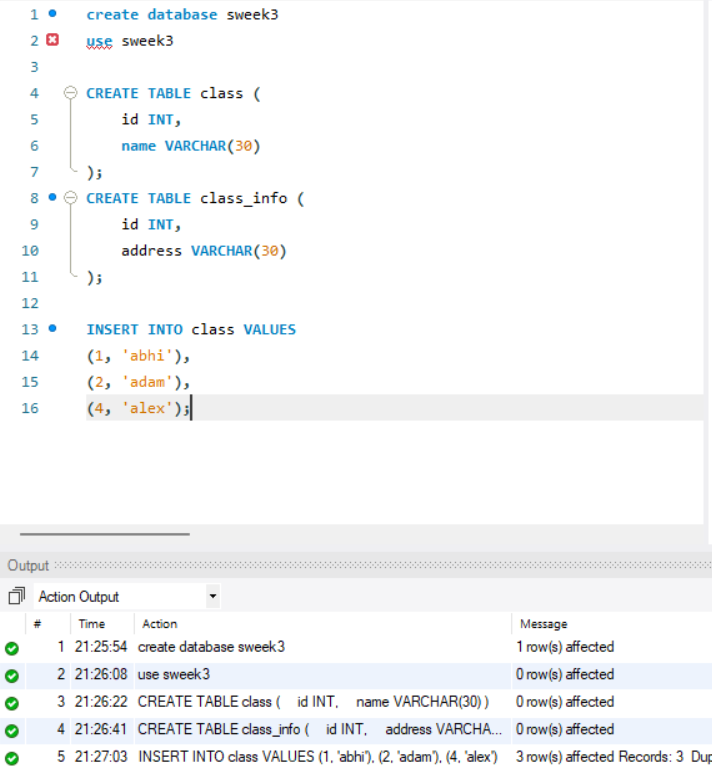 1 create database sweek3
2 use sweek3
3
4 CREATE TABLE class (
5 id INT,
6 name VARCHAR(30)
7 );
8 CREATE TABLE class_info (
9 id INT,
10 address VARCHAR(30)
11 );
12
13 INSERT INTO class VALUES
14 (1, 'abhi'),
15 (2, 'adam'),
16 (4, 'alex');
Output
Action Output
# Time Action Message
1 21:25:54 create database sweek3 1 row(s) affected
2 21:26:08 use sweek3 0 row(s) affected
3 21:26:22 CREATE TABLE class ( id INT, name VARCHAR(30) ) 0 row(s) affected
4 21:26:41 CREATE TABLE class_info ( id INT, address VARCHA... 0 row(s) affected
5 21:27:03 INSERT INTO class VALUES (1, 'abhi'), (2, 'adam'), (4, 'alex') 3 row(s) affected Records: 3 Dup